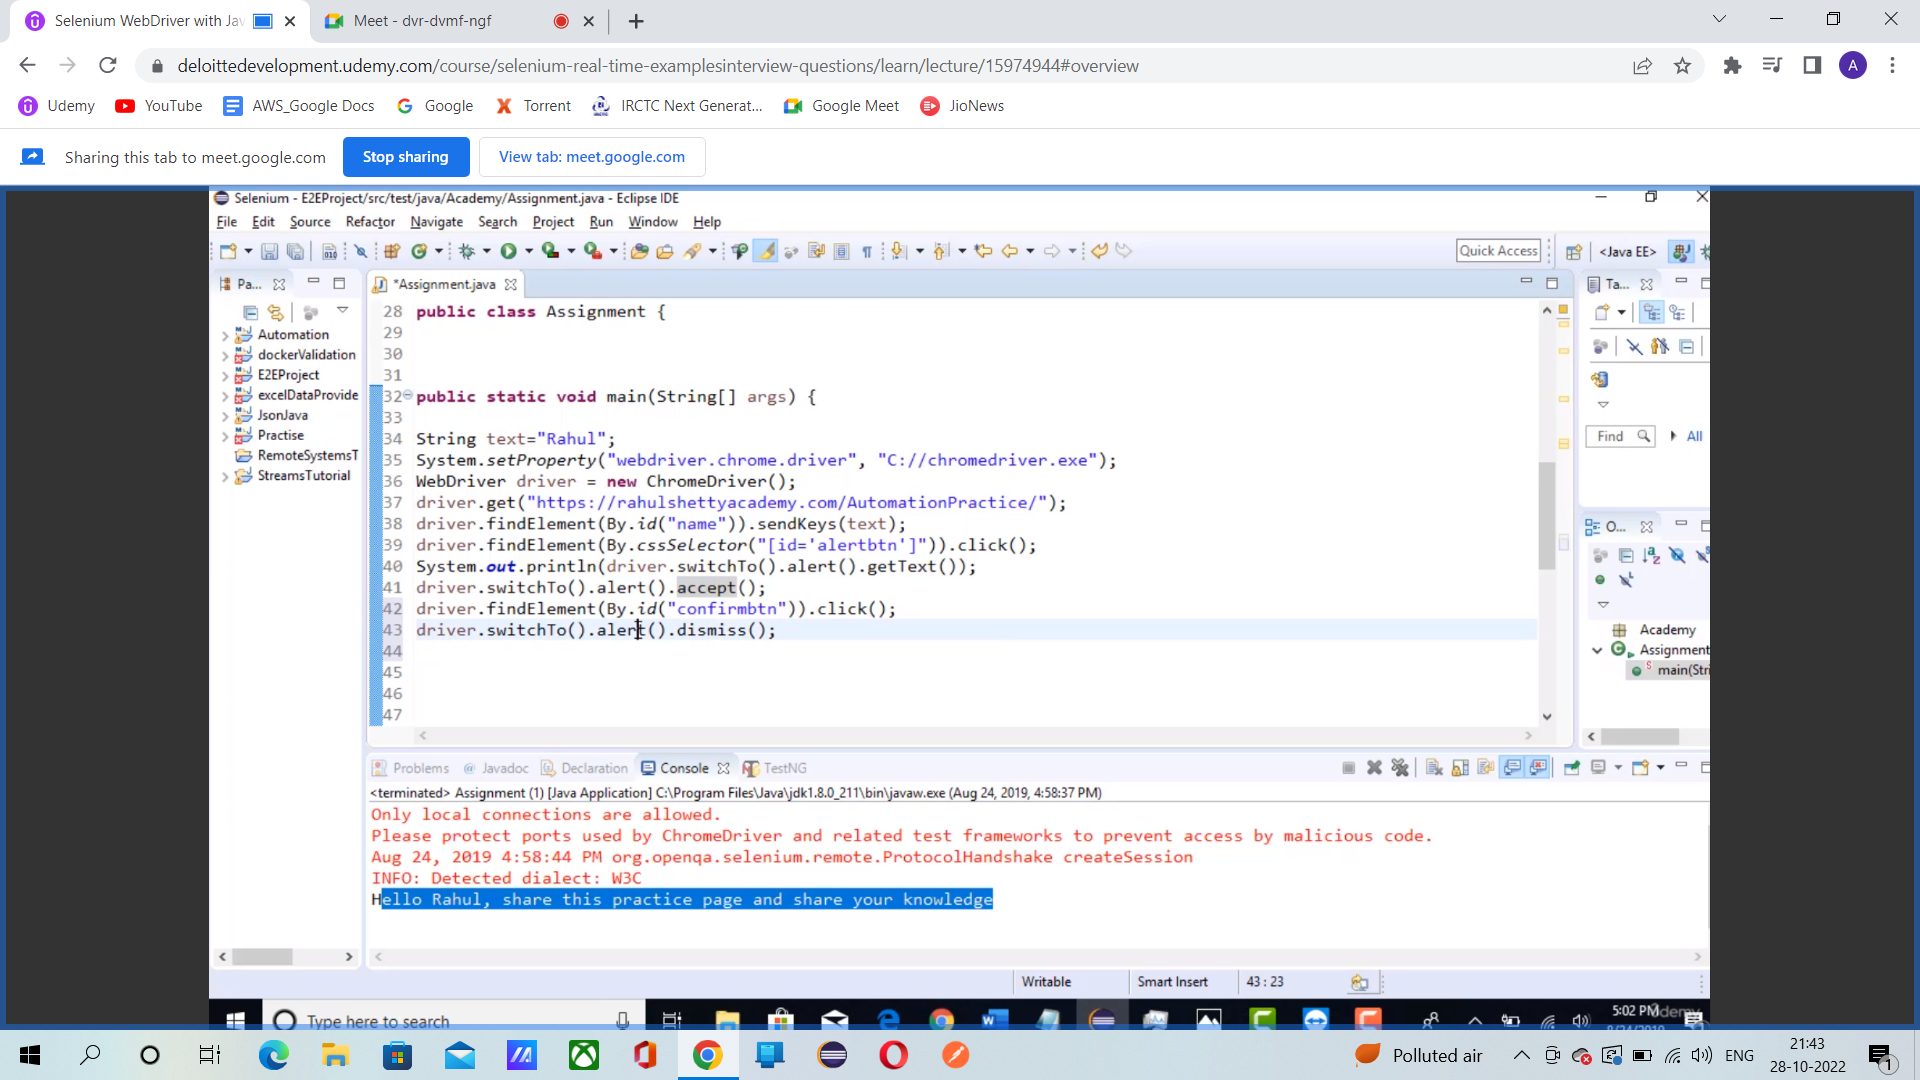 Selenium WebDriver with Jav
Meet - dvr-dvmf-ngf
deloittedevelopment.udemy.com/course/selenium-real-time-examplesinterview-questions/learn/lecture/15974944#overview
A
Udemy
YouTube
AWS_Google Docs
Google
Torrent
IRCTC Next Generat...
Google Meet
JioNews
Sharing this tab to meet.google.com
Stop sharing
View tab: meet.google.com
Selenium - E2EProject/src/test/java/Academy/Assignment.java - Eclipse IDE
File Edit Source Refactor Navigate Search Project Run Window Help
Quick Access
<Java EE>
Pa...
*Assignment.java
Ta...
Automation
dockerValidation
E2EProject
excelDataProvide
JsonJava
Practise
RemoteSystemsT
StreamsTutorial
28 public class Assignment {
29
30
31
32 public static void main(String[] args) {
33
34 String text="Rahul";
35 System.setProperty("webdriver.chrome.driver", "C://chromedriver.exe");
36 WebDriver driver = new ChromeDriver();
37 driver.get("https://rahulshettyacademy.com/AutomationPractice/");
38 driver.findElement(By.id("name")).sendKeys(text);
39 driver.findElement(By.cssSelector("[id='alertbtn']")).click();
40 System.out.println(driver.switchTo().alert().getText());
41 driver.switchTo().alert().accept();
42 driver.findElement(By.id("confirmbtn")).click();
43 driver.switchTo().alert().dismiss();
44
45
46
47
Find
All
O...
Academy
Assignment
main(Stri
Problems @ Javadoc Declaration Console TestNG
<terminated> Assignment (1) [Java Application] C:\Program Files\Java\jdk1.8.0_211\bin\javaw.exe (Aug 24, 2019, 4:58:37 PM)
Only local connections are allowed.
Please protect ports used by ChromeDriver and related test frameworks to prevent access by malicious code.
Aug 24, 2019 4:58:44 PM org.openqa.selenium.remote.ProtocolHandshake createSession
INFO: Detected dialect: W3C
Hello Rahul, share this practice page and share your knowledge
Writable
Smart Insert
43 : 23
Type here to search
5:02 PM
Polluted air
ENG
21:43
28-10-2022
1